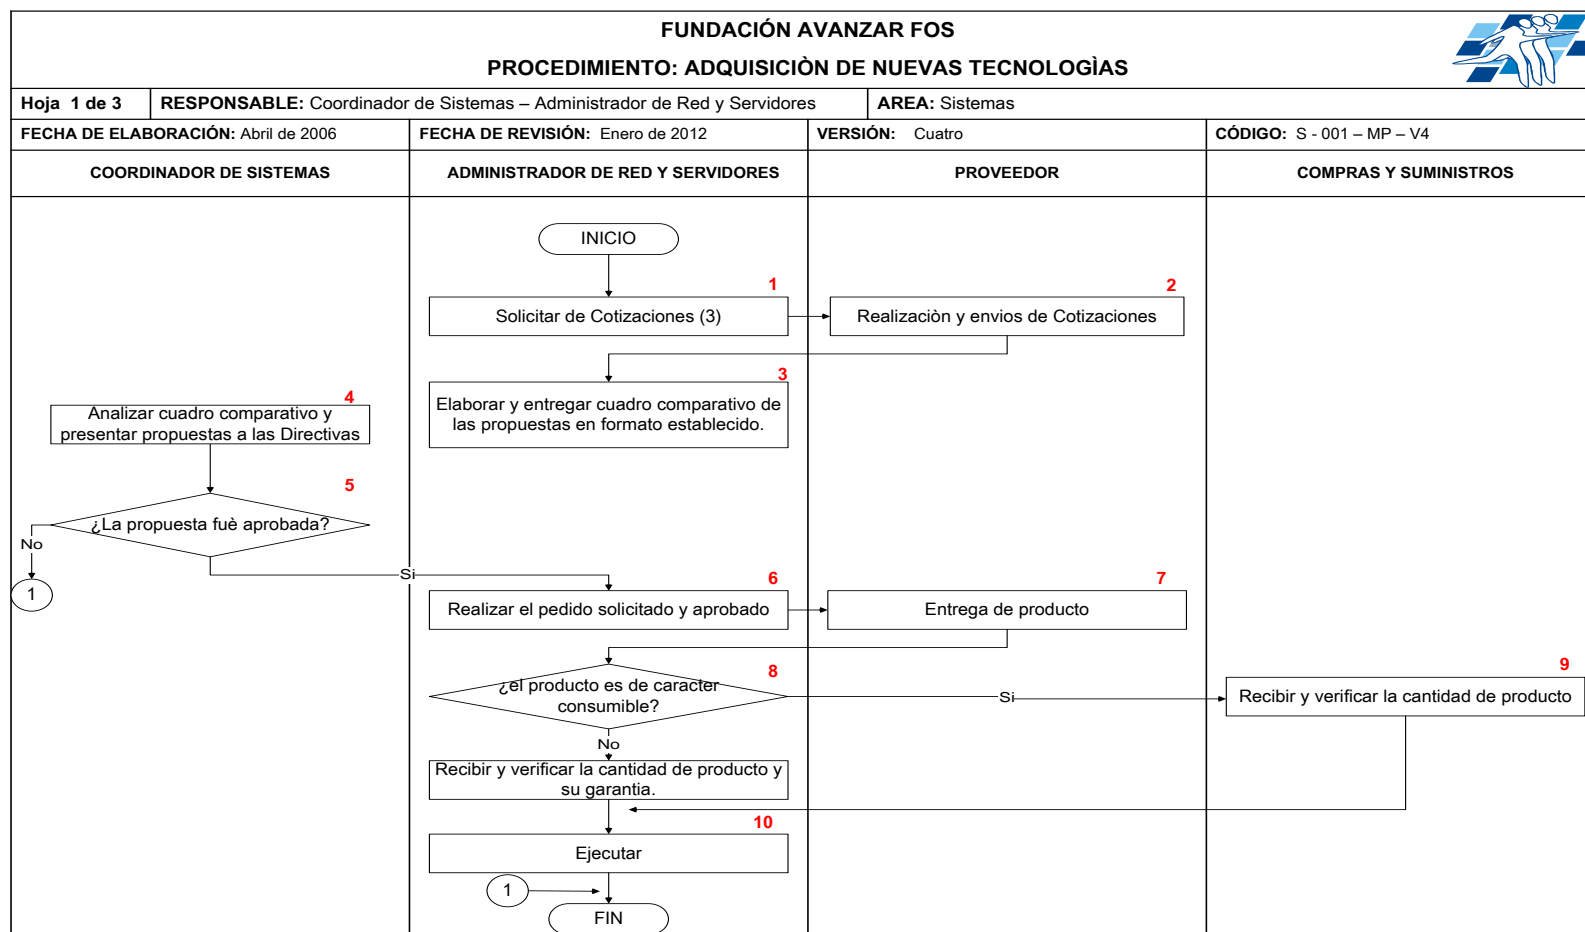 FUNDACIÓN AVANZAR FOS
PROCEDIMIENTO: ADQUISICIÒN DE NUEVAS TECNOLOGÌAS
Hoja 1 de 3
RESPONSABLE: Coordinador de Sistemas – Administrador de Red y Servidores
AREA: Sistemas
FECHA DE ELABORACIÓN: Abril de 2006
FECHA DE REVISIÓN: Enero de 2012
VERSIÓN: Cuatro
CÓDIGO: S - 001 – MP – V4
COORDINADOR DE SISTEMAS
ADMINISTRADOR DE RED Y SERVIDORES
PROVEEDOR
COMPRAS Y SUMINISTROS
INICIO
1
Solicitar de Cotizaciones (3)
2
Realizaciòn y envios de Cotizaciones
3
Elaborar y entregar cuadro comparativo de
las propuestas en formato establecido.
4
Analizar cuadro comparativo y
presentar propuestas a las Directivas
5
¿La propuesta fuè aprobada?
No
1
Si
6
Realizar el pedido solicitado y aprobado
7
Entrega de producto
8
¿el producto es de caracter
consumible?
Si
9
Recibir y verificar la cantidad de producto
No
Recibir y verificar la cantidad de producto y
su garantia.
10
Ejecutar
1
FIN